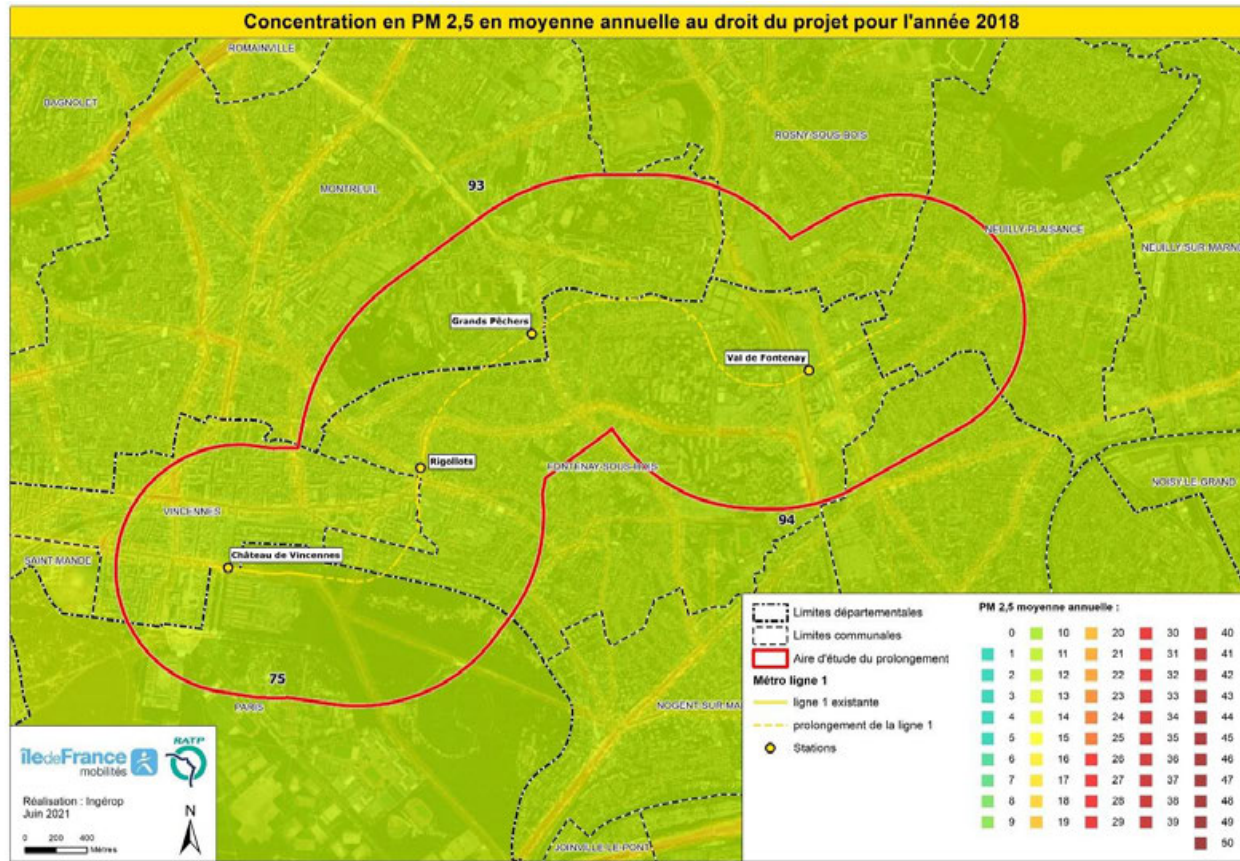 Concentration en PM 2,5 en moyenne annuelle au droit du projet pour l'année 2018
ROMAINVILLE
BAGNOLET
ROSNY-SOUS-BOIS
MONTREUIL
93
NEUILLY-PLAISANCE
NEUILLY-SUR-MARN
Grands Pêchers
Val de Fontenay
Rigollots
FONTENAY-SOUS-BOIS
NOISY-LE-GRAND
VINCENNES
94
SAINT-MANDE
Château de Vincennes
75
PARIS
NOGENT-SUR-MA
JOINVILLE-LE-PONT
îledeFrance
mobilités
RATP
Réalisation : Ingérop
Juin 2021
N
0 200 400
Mètres
Limites départementales
Limites communales
Aire d'étude du prolongement
Métro ligne 1
ligne 1 existante
prolongement de la ligne 1
Stations
PM 2,5 moyenne annuelle :
0 10 20 30 40
1 11 21 31 41
2 12 22 32 42
3 13 23 33 43
4 14 24 34 44
5 15 25 35 45
6 16 26 36 46
7 17 27 37 47
8 18 28 38 48
9 19 29 39 49
50